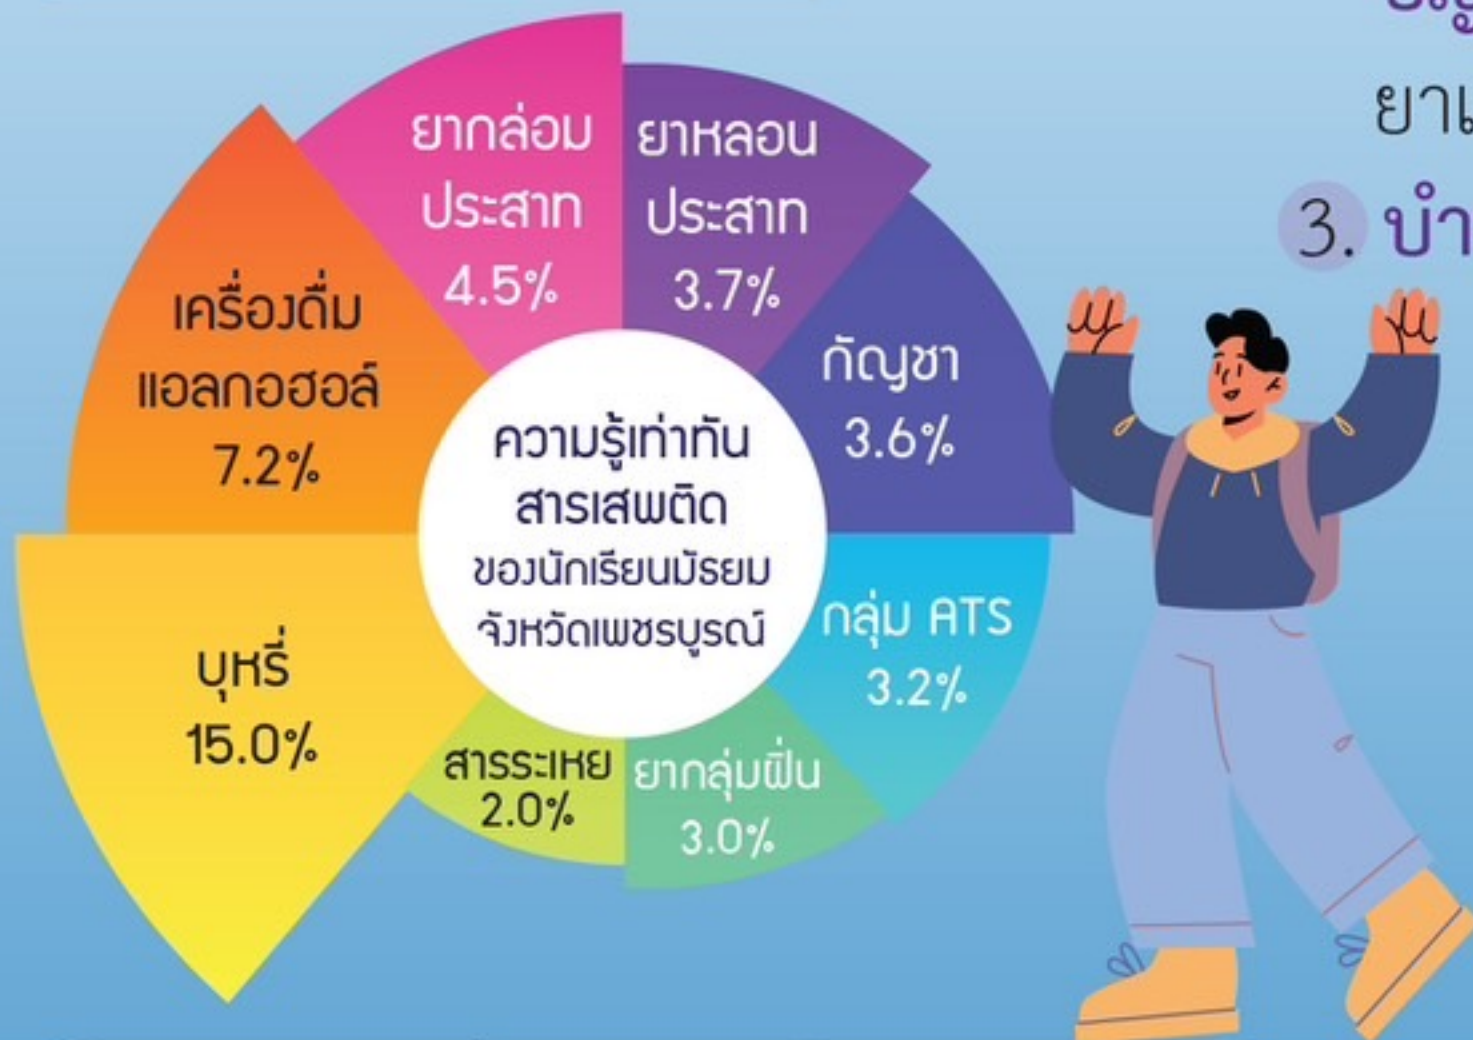 ยากล่อม
ประสาท
4.5%
ยาหลอน
ประสาท
3.7%
กัญชา
3.6%
กลุ่ม ATS
3.2%
ยากลุ่มฝิ่น
3.0%
สารระเหย
2.0%
บุหรี่
15.0%
เครื่องดื่ม
แอลกอฮอล์
7.2%
ความรู้เท่าทัน
สารเสพติด
ของนักเรียนมัธยม
จังหวัดเพชรบูรณ์
3. บำ